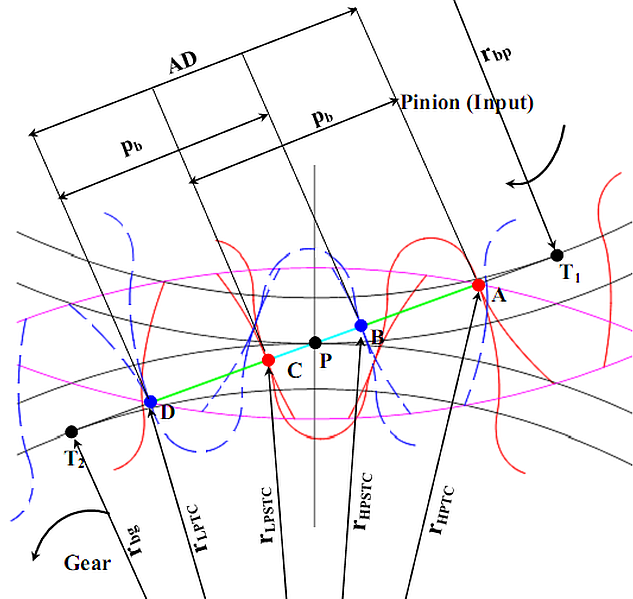 AD
r_bp
Pinion (Input)
p_b
p_b
T_1
A
B
P
C
D
T_2
r_bg
r_LPTC
r_LPSTC
r_HPSTC
r_HPTC
Gear